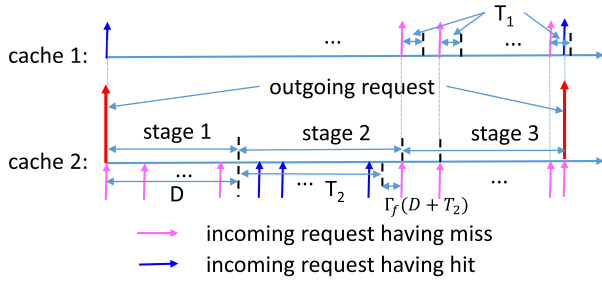 T₁
cache 1:
...
...
outgoing request
stage 1
stage 2
stage 3
cache 2:
...
...
...
D
T₂
Γ_f(D + T₂)
incoming request having miss
incoming request having hit